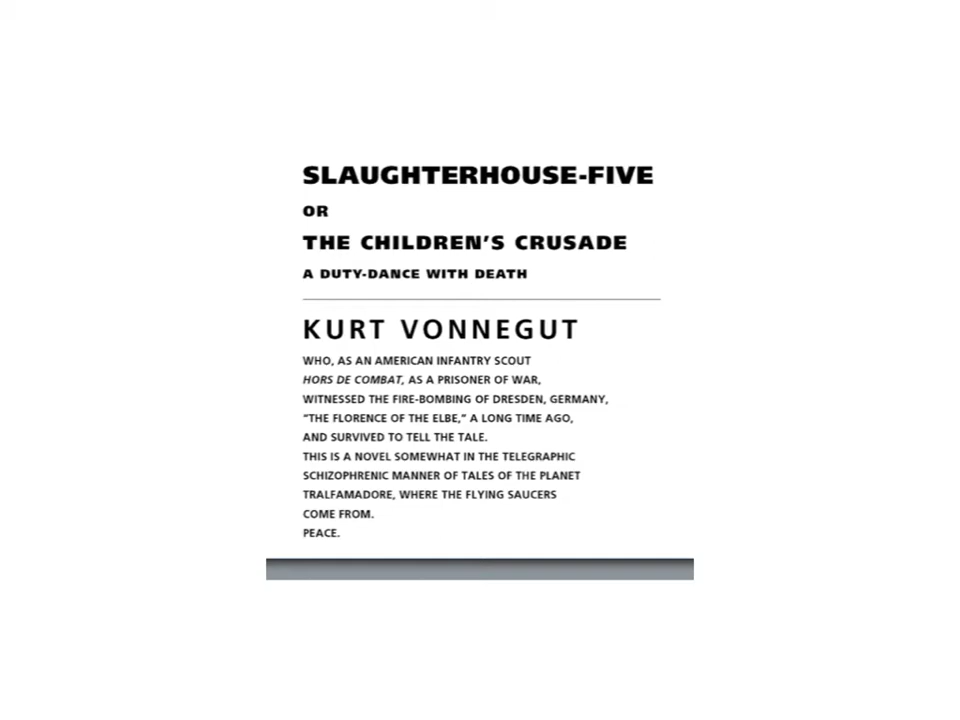 SLAUGHTERHOUSE-FIVE
OR
THE CHILDREN’S CRUSADE
A DUTY-DANCE WITH DEATH
KURT VONNEGUT
WHO, AS AN AMERICAN INFANTRY SCOUT
HORS DE COMBAT, AS A PRISONER OF WAR,
WITNESSED THE FIRE-BOMBING OF DRESDEN, GERMANY,
“THE FLORENCE OF THE ELBE,” A LONG TIME AGO,
AND SURVIVED TO TELL THE TALE.
THIS IS A NOVEL SOMEWHAT IN THE TELEGRAPHIC
SCHIZOPHRENIC MANNER OF TALES OF THE PLANET
TRALFAMADORE, WHERE THE FLYING SAUCERS
COME FROM.
PEACE.